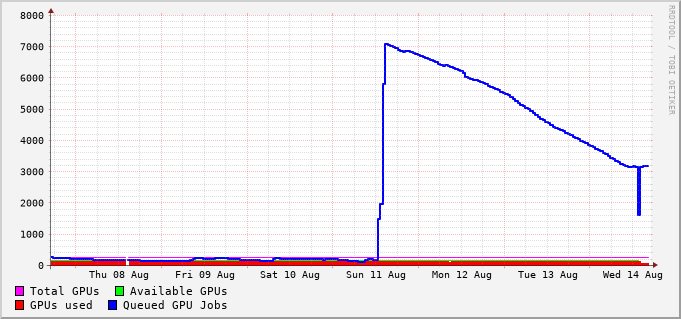 8000
7000
6000
5000
4000
3000
2000
1000
0
Thu 08 Aug Fri 09 Aug Sat 10 Aug Sun 11 Aug Mon 12 Aug Tue 13 Aug Wed 14 Aug
Total GPUs Available GPUs
GPUs used Queued GPU Jobs
RRDTOOL / TOBI OETIKER